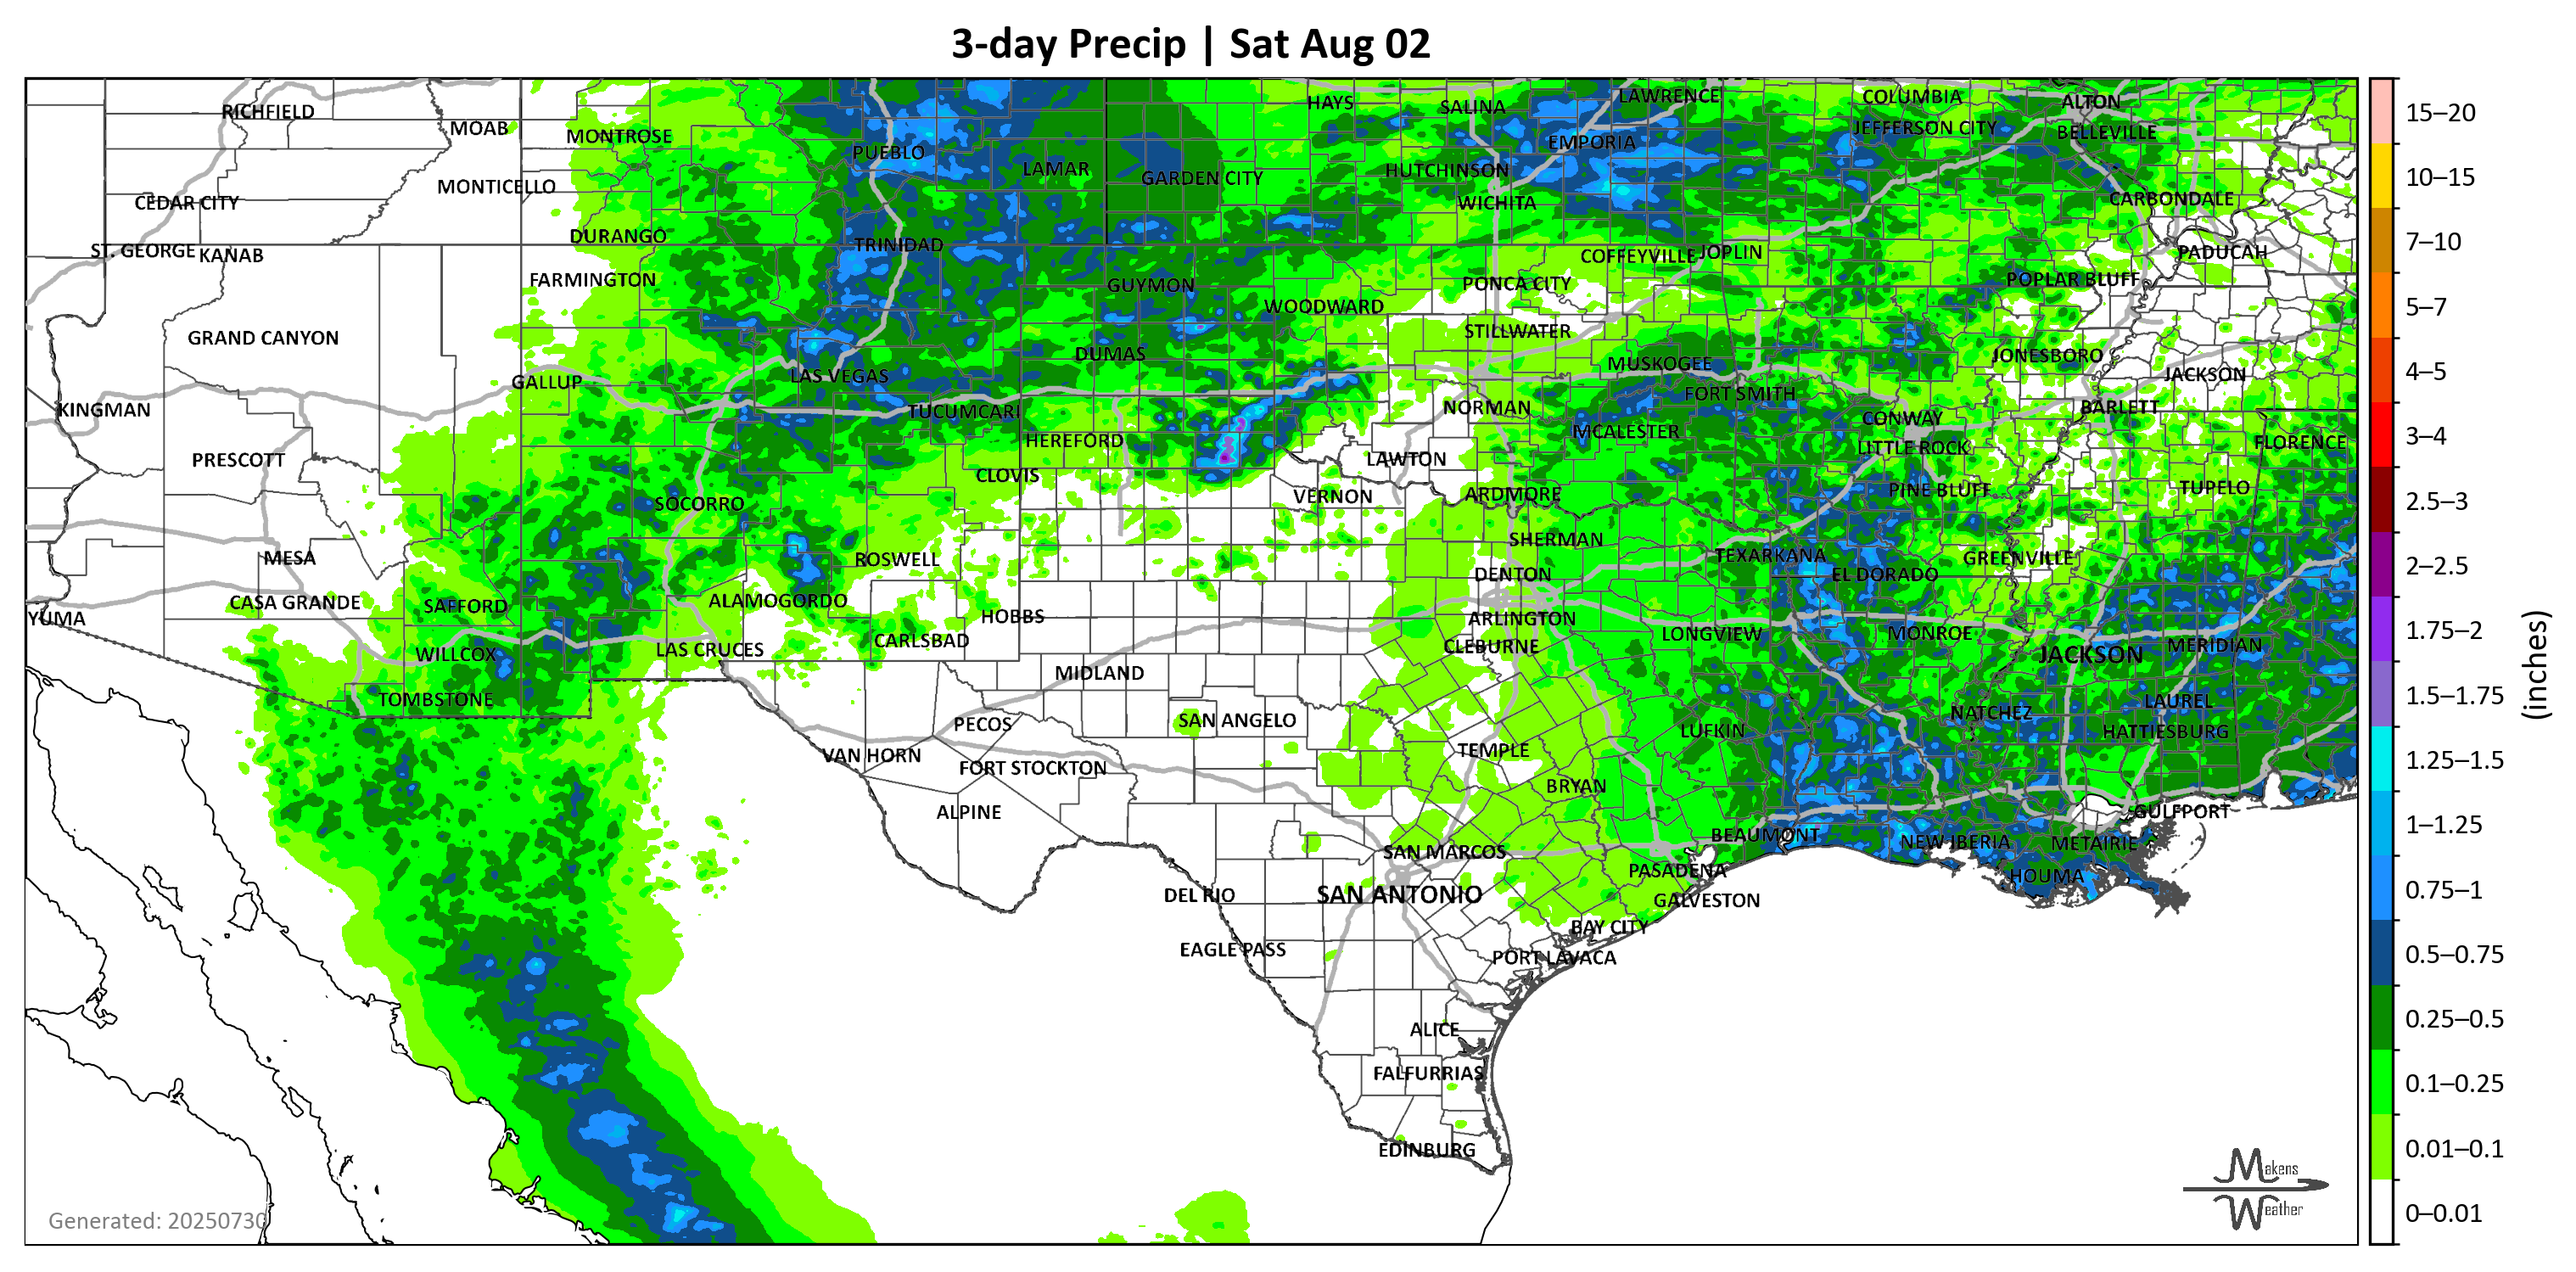 3-day Precip | Sat Aug 02
RICHFIELD
MOAB
MONTROSE
PUEBLO
LAMAR
GARDEN CITY
HAYS
SALINA
LAWRENCE
EMPORIA
HUTCHINSON
WICHITA
COLUMBIA
JEFFERSON CITY
ALTON
BELLEVILLE
CARBONDALE
CEDAR CITY
MONTICELLO
ST. GEORGE
KANAB
DURANGO
TRINIDAD
FARMINGTON
GUYMON
WOODWARD
PONCA CITY
COFFEYVILLE
JOPLIN
POPLAR BLUFF
PADUCAH
GRAND CANYON
DUMAS
STILLWATER
MUSKOGEE
JONESBORO
JACKSON
KINGMAN
GALLUP
LAS VEGAS
TUCUMCARI
HEREFORD
NORMAN
FORT SMITH
MCALESTER
CONWAY
LITTLE ROCK
BARLETT
FLORENCE
PRESCOTT
SOCORRO
CLOVIS
LAWTON
VERNON
ARDMORE
PINE BLUFF
TUPELO
MESA
ROSWELL
SHERMAN
DENTON
TEXARKANA
EL DORADO
GREENVILLE
YUMA
CASA GRANDE
SAFFORD
ALAMOGORDO
HOBBS
ARLINGTON
CLEBURNE
LONGVIEW
MONROE
JACKSON
MERIDIAN
WILLCOX
LAS CRUCES
CARLSBAD
TOMBSTONE
MIDLAND
PECOS
SAN ANGELO
TEMPLE
LUFKIN
NATCHEZ
LAUREL
HATTIESBURG
VAN HORN
FORT STOCKTON
ALPINE
BRYAN
GULFPORT
SAN MARCOS
BEAUMONT
NEW IBERIA
METAIRIE
DEL RIO
SAN ANTONIO
PASADENA
GALVESTON
HOUMA
EAGLE PASS
BAY CITY
PORT LAVACA
ALICE
FALFURRIAS
EDINBURG
Generated: 20250730
Makens
Weather
15–20
10–15
7–10
5–7
4–5
3–4
2.5–3
2–2.5
1.75–2
1.5–1.75
1.25–1.5
1–1.25
0.75–1
0.5–0.75
0.25–0.5
0.1–0.25
0.01–0.1
0–0.01
(inches)